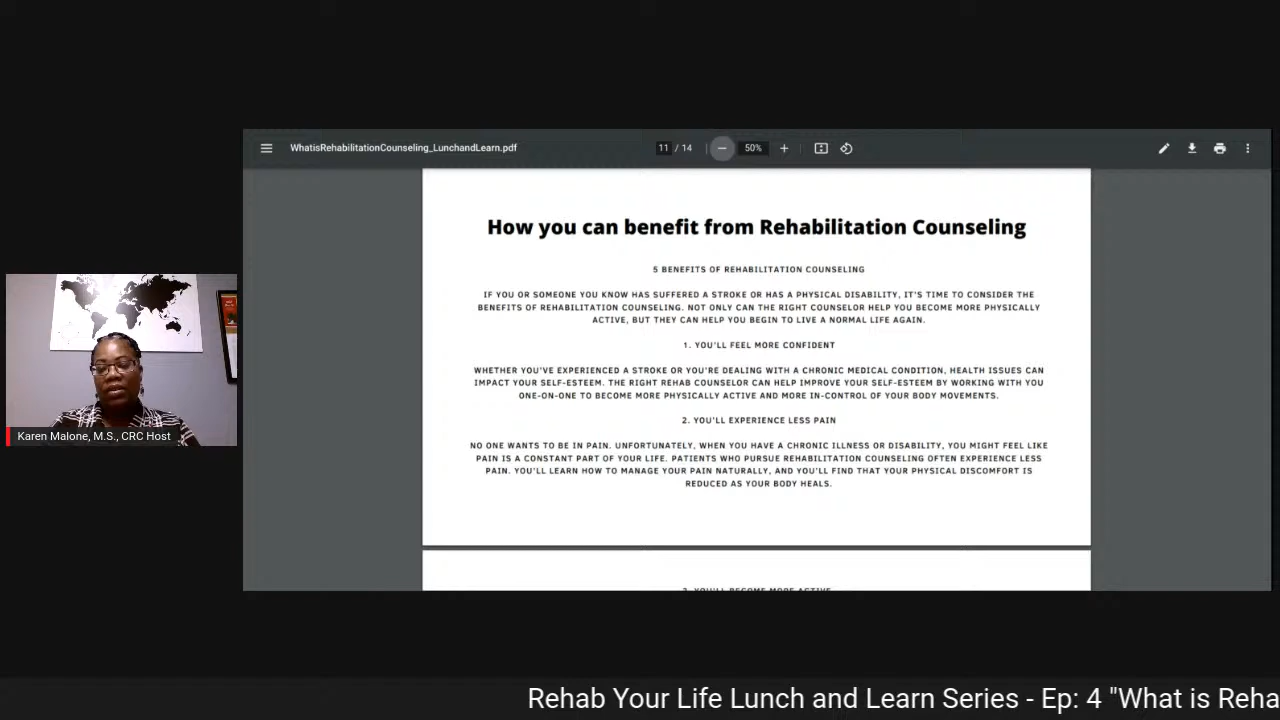 WhatisRehabilitationCounseling_LunchandLearn.pdf
11 / 14
50%
How you can benefit from Rehabilitation Counseling
5 BENEFITS OF REHABILITATION COUNSELING
IF YOU OR SOMEONE YOU KNOW HAS SUFFERED A STROKE OR HAS A PHYSICAL DISABILITY, IT'S TIME TO CONSIDER THE
BENEFITS OF REHABILITATION COUNSELING. NOT ONLY CAN THE RIGHT COUNSELOR HELP YOU BECOME MORE PHYSICALLY
ACTIVE, BUT THEY CAN HELP YOU BEGIN TO LIVE A NORMAL LIFE AGAIN.
1. YOU'LL FEEL MORE CONFIDENT
WHETHER YOU'VE EXPERIENCED A STROKE OR YOU'RE DEALING WITH A CHRONIC MEDICAL CONDITION, HEALTH ISSUES CAN
IMPACT YOUR SELF-ESTEEM. THE RIGHT REHAB COUNSELOR CAN HELP IMPROVE YOUR SELF-ESTEEM BY WORKING WITH YOU
ONE-ON-ONE TO BECOME MORE PHYSICALLY ACTIVE AND MORE IN-CONTROL OF YOUR BODY MOVEMENTS.
2. YOU'LL EXPERIENCE LESS PAIN
NO ONE WANTS TO BE IN PAIN. UNFORTUNATELY, WHEN YOU HAVE A CHRONIC ILLNESS OR DISABILITY, YOU MIGHT FEEL LIKE
PAIN IS A CONSTANT PART OF YOUR LIFE. PATIENTS WHO PURSUE REHABILITATION COUNSELING OFTEN EXPERIENCE LESS
PAIN. YOU'LL LEARN HOW TO MANAGE YOUR PAIN NATURALLY, AND YOU'LL FIND THAT YOUR PHYSICAL DISCOMFORT IS
REDUCED AS YOUR BODY HEALS.
3. YOU'LL BECOME MORE ACTIVE
Karen Malone, M.S., CRC Host
Rehab Your Life Lunch and Learn Series - Ep: 4 "What is Reha